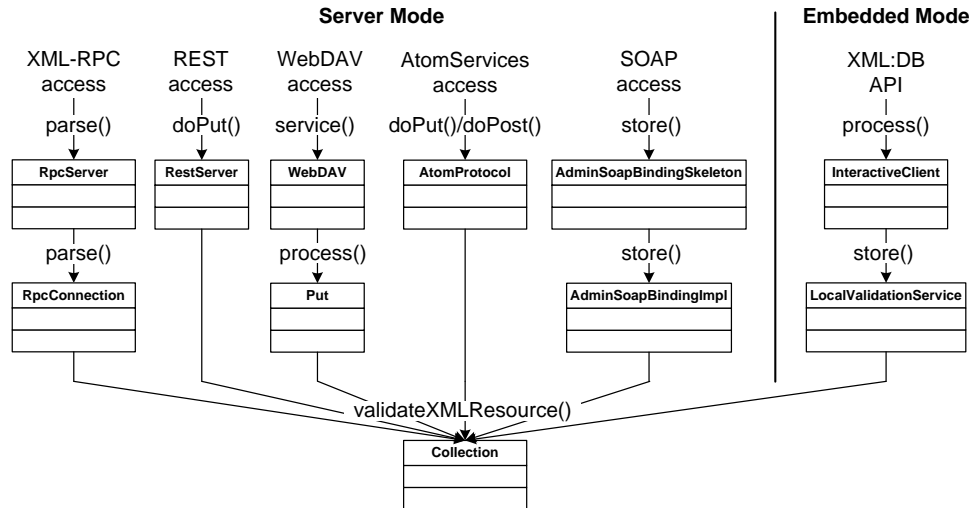 Server Mode
Embedded Mode
XML-RPC
access
REST
access
WebDAV
access
AtomServices
access
SOAP
access
XML:DB
API
parse()
doPut()
service()
doPut()/doPost()
store()
process()
RpcServer
RestServer
WebDAV
AtomProtocol
AdminSoapBindingSkeleton
InteractiveClient
parse()
process()
store()
store()
RpcConnection
Put
AdminSoapBindingImpl
LocalValidationService
validateXMLResource()
Collection